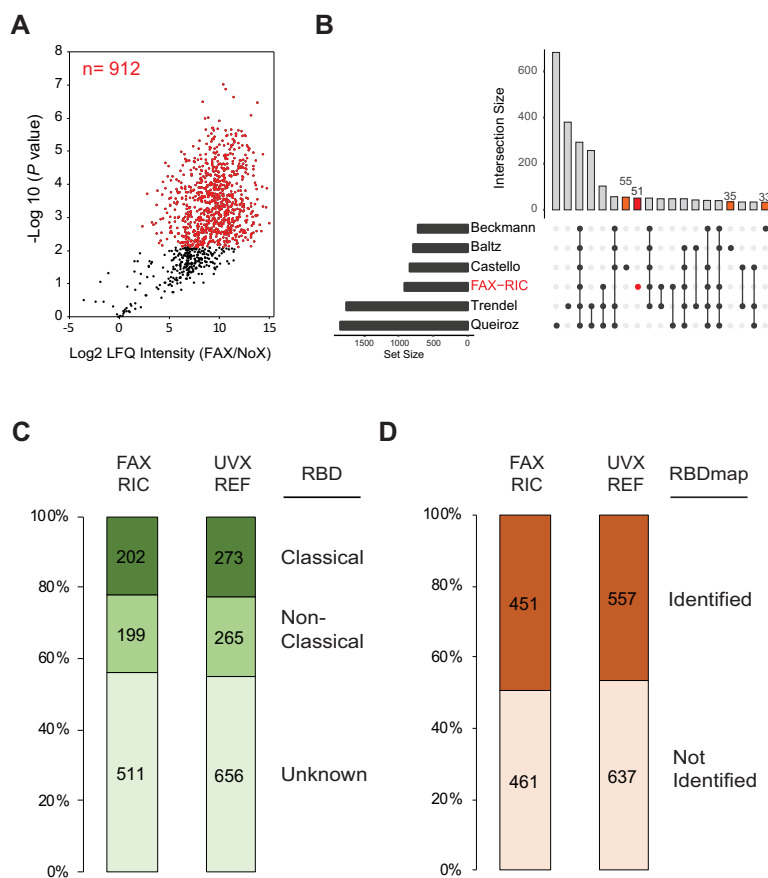 A
n= 912
8
7
6
5
4
3
2
1
0
-Log 10 (P value)
-5
0
5
10
15
Log2 LFQ Intensity (FAX/NoX)
B
Intersection Size
600
400
200
0
55
51
35
33
Beckmann
Baltz
Castello
FAX−RIC
Trendel
Queiroz
1500
1000
500
0
Set Size
C
FAX
RIC
UVX
REF
RBD
100%
80%
60%
40%
20%
0%
202
273
Classical
199
265
Non-
Classical
511
656
Unknown
D
FAX
RIC
UVX
REF
RBDmap
100%
80%
60%
40%
20%
0%
451
557
Identified
461
637
Not
Identified